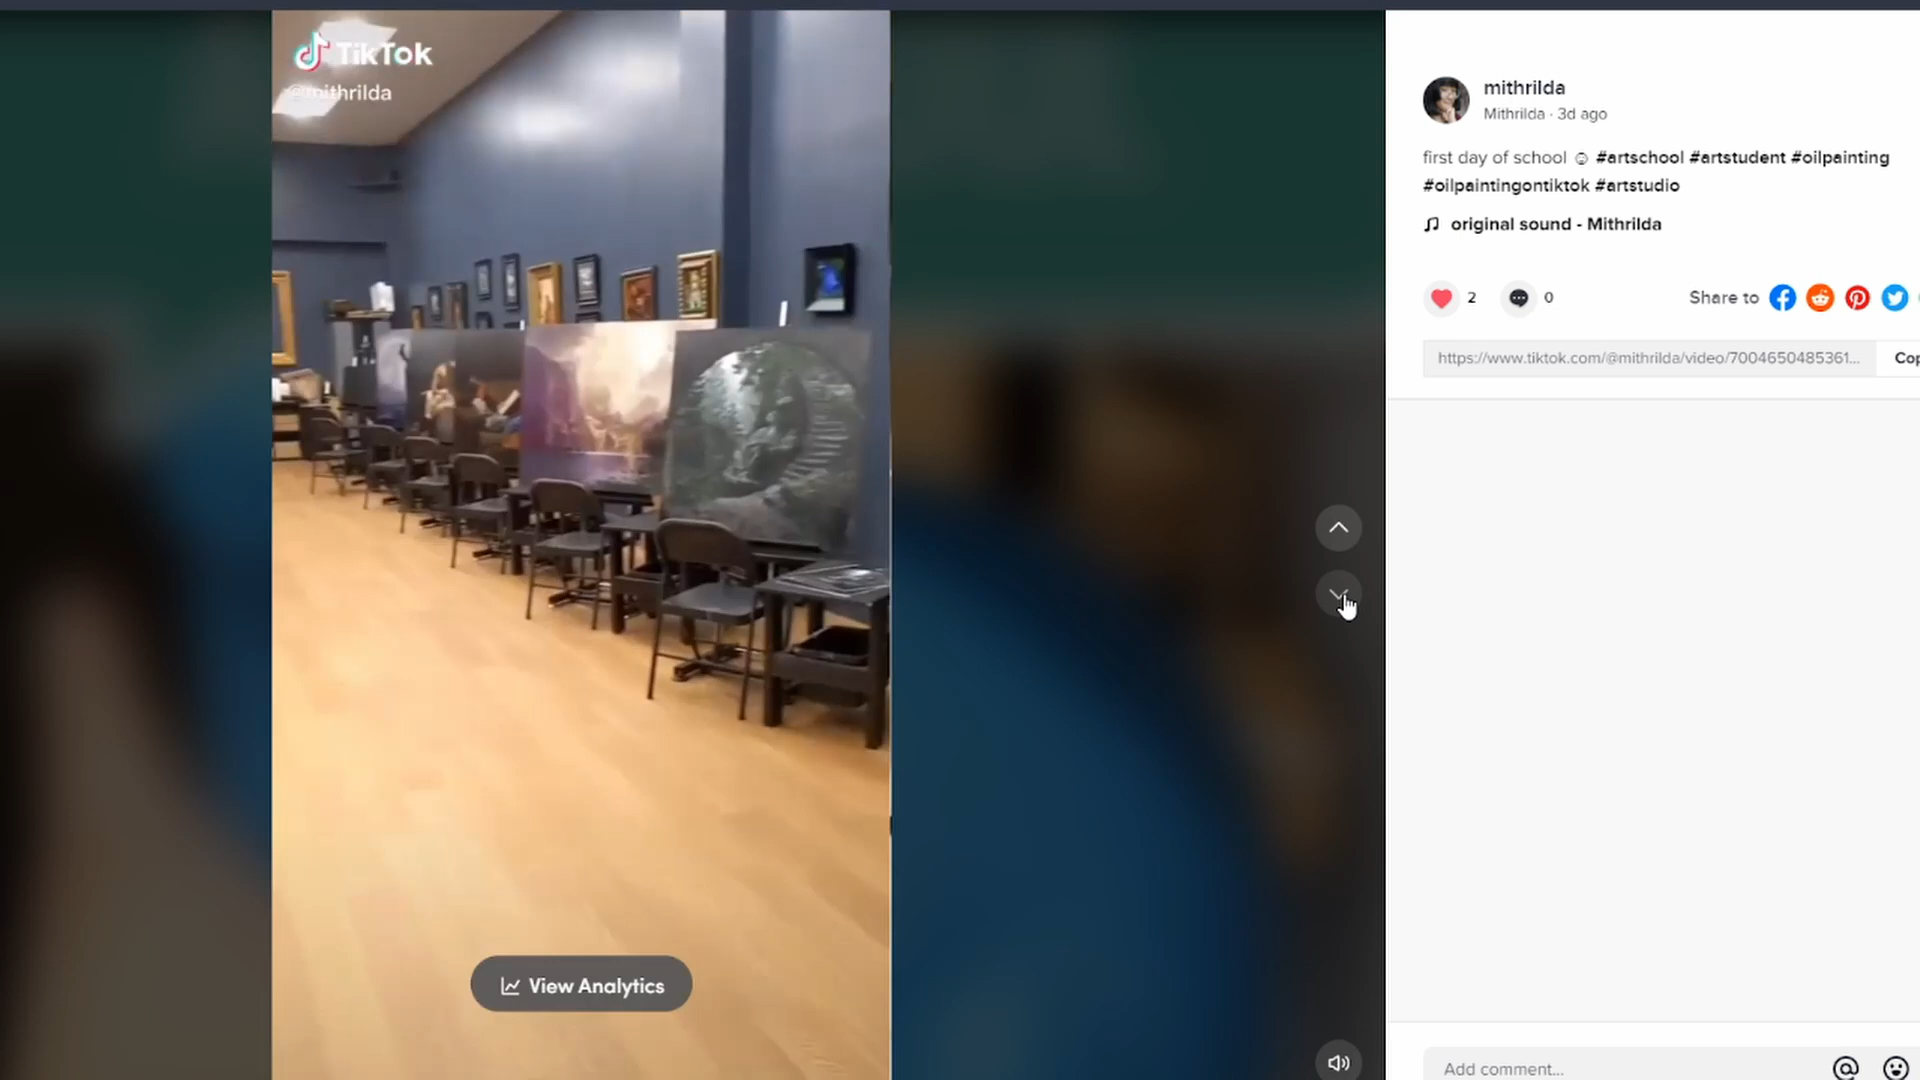 TikTok
@mithrilda
View Analytics
mithrilda
Mithrilda · 3d ago
first day of school ☺ #artschool #artstudent #oilpainting
#oilpaintingontiktok #artstudio
original sound - Mithrilda
2
0
Share to
https://www.tiktok.com/@mithrilda/video/7004650485361...
Cop
Add comment...